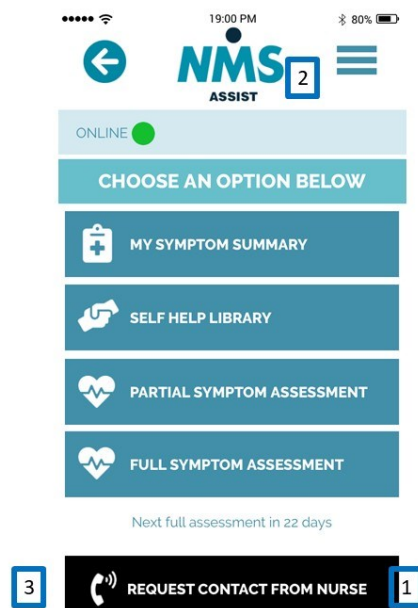 19:00 PM 80%
NMS
ASSIST
2
ONLINE
CHOOSE AN OPTION BELOW
MY SYMPTOM SUMMARY
SELF HELP LIBRARY
PARTIAL SYMPTOM ASSESSMENT
FULL SYMPTOM ASSESSMENT
Next full assessment in 22 days
3 REQUEST CONTACT FROM NURSE 1